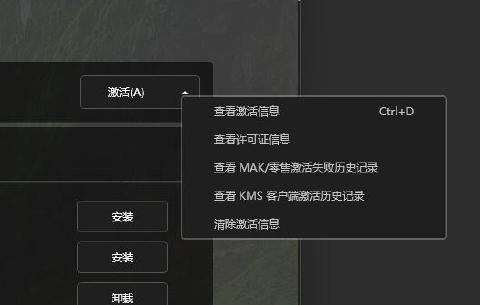 激活(A)
查看激活信息 Ctrl+D
查看许可证信息
查看 MAK/零售激活失败历史记录
查看 KMS 客户端激活历史记录
清除激活信息
安装
安装
卸载